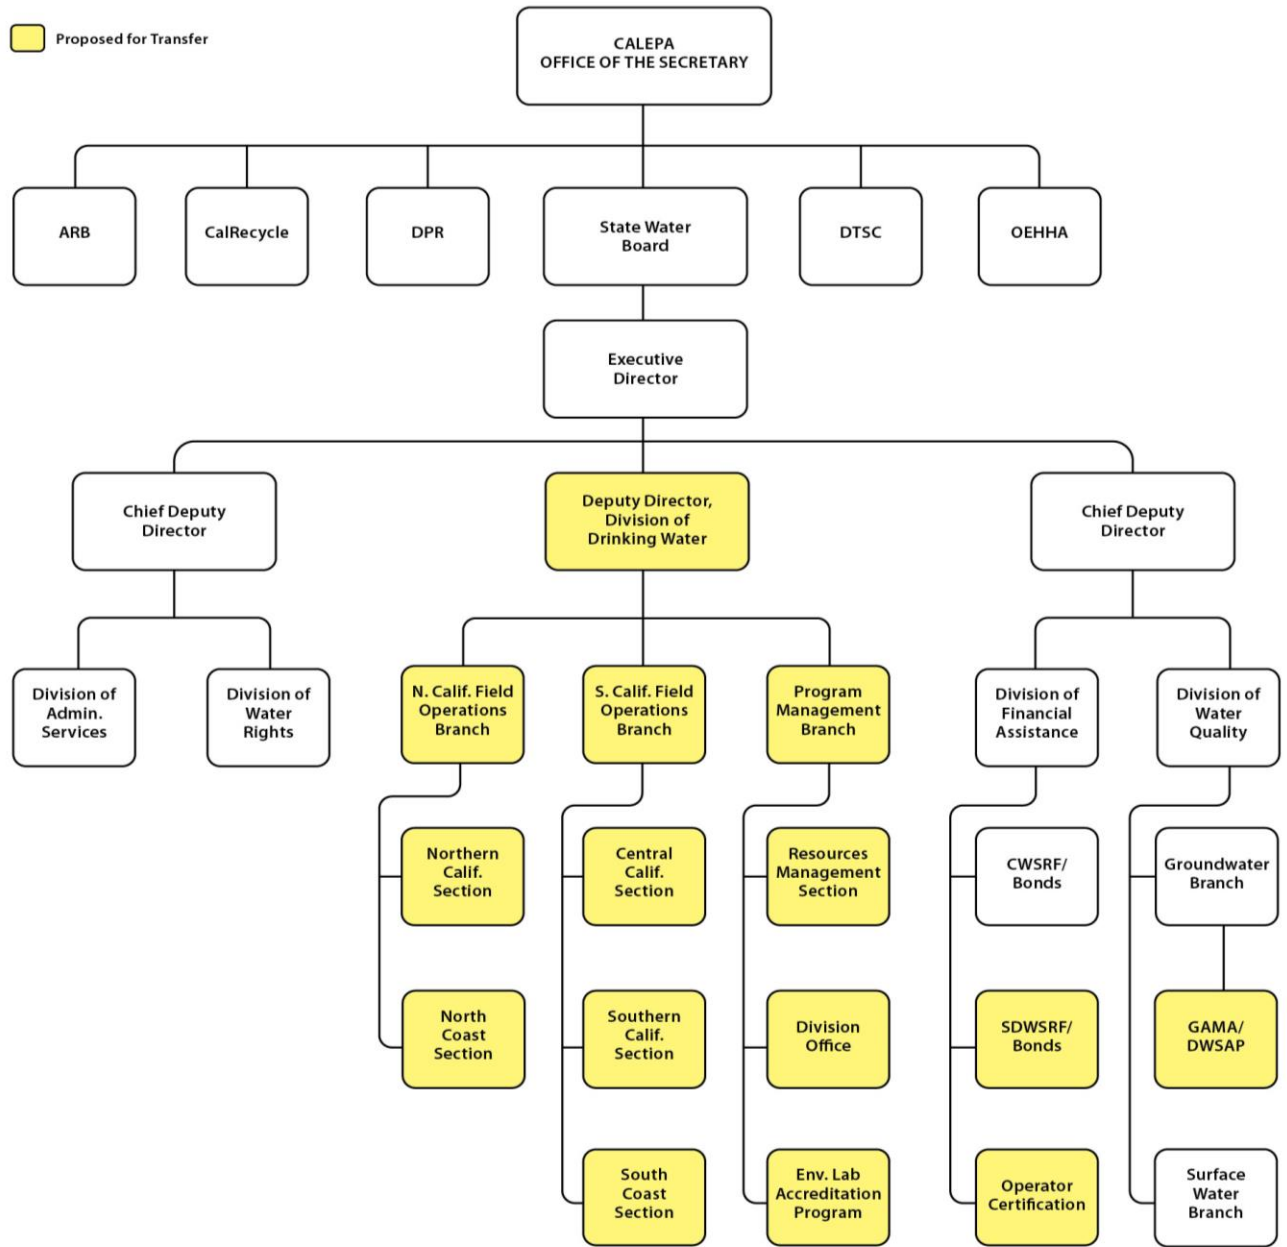 Proposed for Transfer
CALEPA
OFFICE OF THE SECRETARY
ARB
CalRecycle
DPR
State Water
Board
DTSC
OEHHA
Executive
Director
Chief Deputy
Director
Deputy Director,
Division of
Drinking Water
Chief Deputy
Director
Division of
Admin.
Services
Division of
Water
Rights
N. Calif. Field
Operations
Branch
S. Calif. Field
Operations
Branch
Program
Management
Branch
Division of
Financial
Assistance
Division of
Water
Quality
Northern
Calif.
Section
Central
Calif.
Section
Resources
Management
Section
CWSRF/
Bonds
Groundwater
Branch
North
Coast
Section
Southern
Calif.
Section
Division
Office
SDWSRF/
Bonds
GAMA/
DWSAP
South
Coast
Section
Env. Lab
Accreditation
Program
Operator
Certification
Surface
Water
Branch